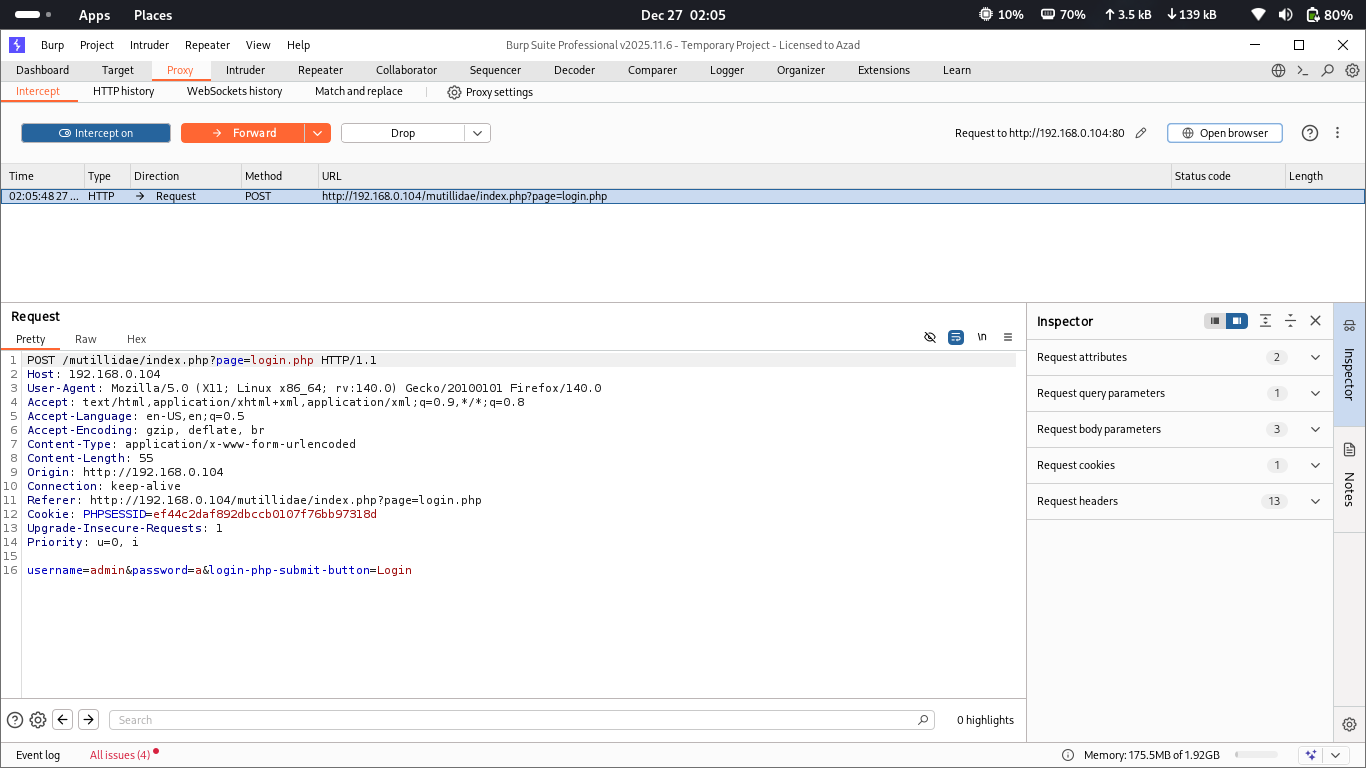 Apps Places Dec 27 02:05 10% 70% 3.5 kB 139 kB 80%
Burp Project Intruder Repeater View Help Burp Suite Professional v2025.11.6 - Temporary Project - Licensed to Azad
Dashboard Target Proxy Intruder Repeater Collaborator Sequencer Decoder Comparer Logger Organizer Extensions Learn
Intercept HTTP history WebSockets history Match and replace Proxy settings
Intercept on Forward Drop Request to http://192.168.0.104:80 Open browser
Time Type Direction Method URL Status code Length
02:05:48 27 ... HTTP Request POST http://192.168.0.104/mutillidae/index.php?page=login.php
Request
Pretty Raw Hex \n
1 POST /mutillidae/index.php?page=login.php HTTP/1.1
2 Host: 192.168.0.104
3 User-Agent: Mozilla/5.0 (X11; Linux x86_64; rv:140.0) Gecko/20100101 Firefox/140.0
4 Accept: text/html,application/xhtml+xml,application/xml;q=0.9,*/*;q=0.8
5 Accept-Language: en-US,en;q=0.5
6 Accept-Encoding: gzip, deflate, br
7 Content-Type: application/x-www-form-urlencoded
8 Content-Length: 55
9 Origin: http://192.168.0.104
10 Connection: keep-alive
11 Referer: http://192.168.0.104/mutillidae/index.php?page=login.php
12 Cookie: PHPSESSID=ef44c2daf892dbccb0107f76bb97318d
13 Upgrade-Insecure-Requests: 1
14 Priority: u=0, i
15
16 username=admin&password=a&login-php-submit-button=Login
Search 0 highlights
Inspector
Request attributes 2
Request query parameters 1
Request body parameters 3
Request cookies 1
Request headers 13
Inspector
Notes
Event log All issues (4) Memory: 175.5MB of 1.92GB